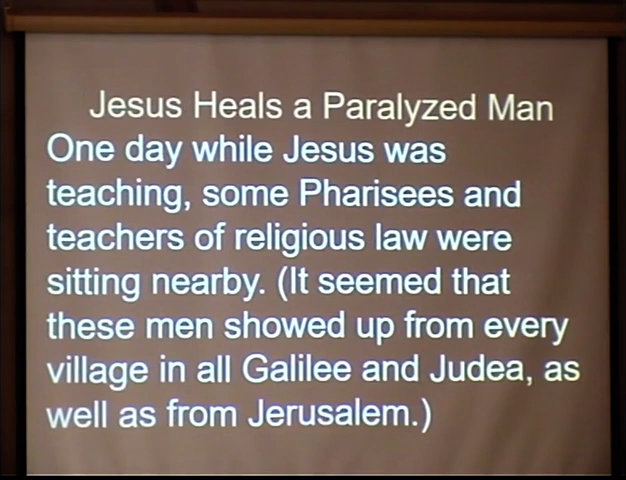 Jesus Heals a Paralyzed Man
One day while Jesus was
teaching, some Pharisees and
teachers of religious law were
sitting nearby. (It seemed that
these men showed up from every
village in all Galilee and Judea, as
well as from Jerusalem.)